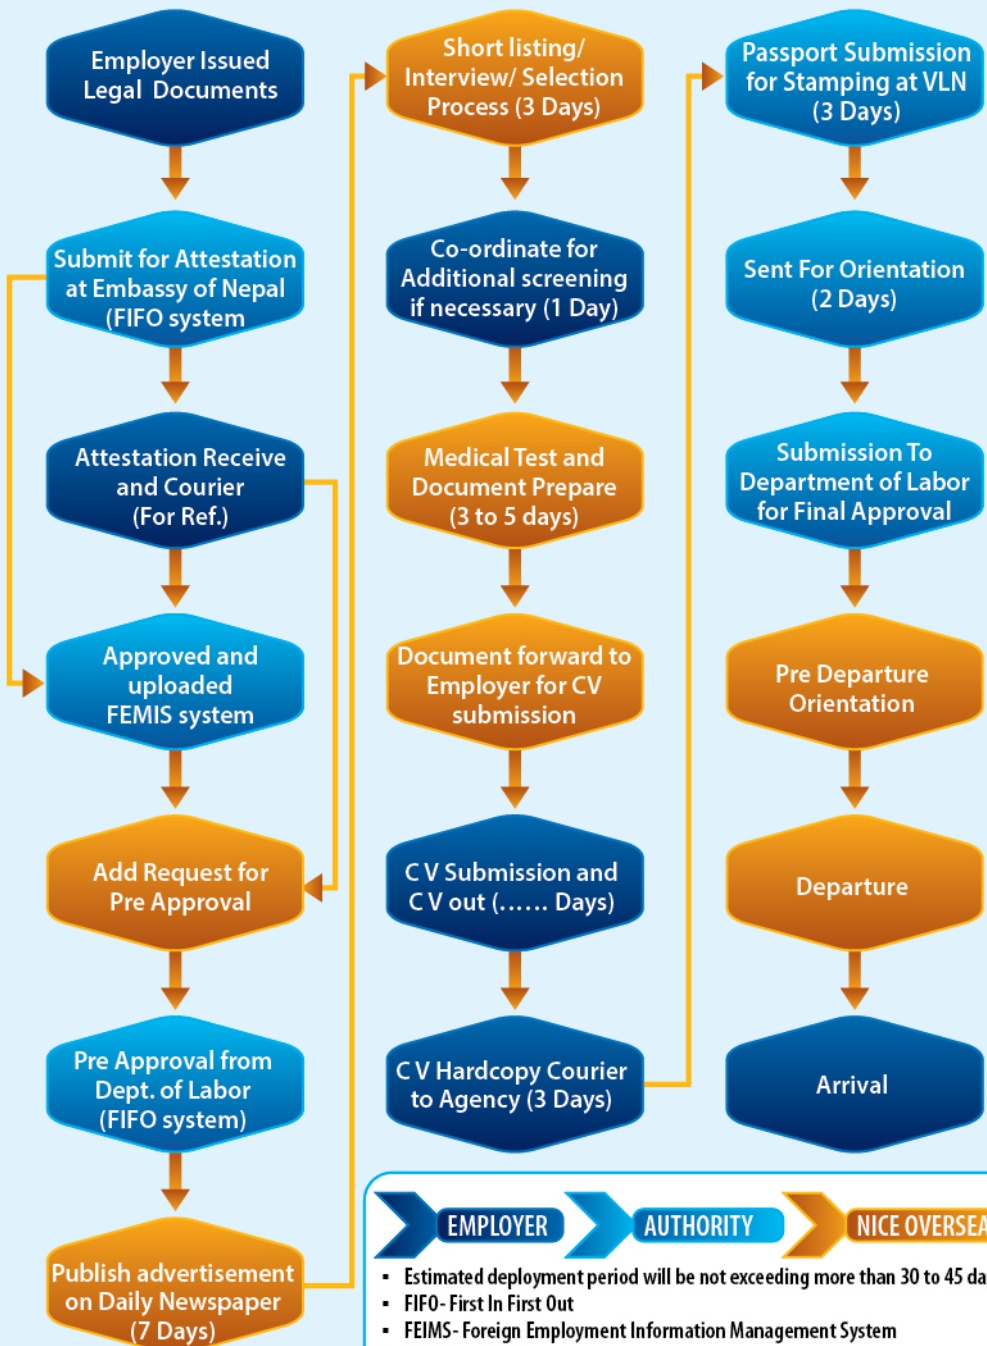 Employer Issued
Legal Documents
Submit for Attestation
at Embassy of Nepal
(FIFO system
Attestation Receive
and Courier
(For Ref.)
Approved and
uploaded
FEMIS system
Add Request for
Pre Approval
Pre Approval from
Dept. of Labor
(FIFO system)
Publish advertisement
on Daily Newspaper
(7 Days)
Short listing/
Interview/ Selection
Process (3 Days)
Co-ordinate for
Additional screening
if necessary (1 Day)
Medical Test and
Document Prepare
(3 to 5 days)
Document forward to
Employer for CV
submission
C V Submission and
C V out (...... Days)
C V Hardcopy Courier
to Agency (3 Days)
Passport Submission
for Stamping at VLN
(3 Days)
Sent For Orientation
(2 Days)
Submission To
Department of Labor
for Final Approval
Pre Departure
Orientation
Departure
Arrival
EMPLOYER
AUTHORITY
NICE OVERSEA
▪ Estimated deployment period will be not exceeding more than 30 to 45 da
▪ FIFO- First In First Out
▪ FEIMS- Foreign Employment Information Management System